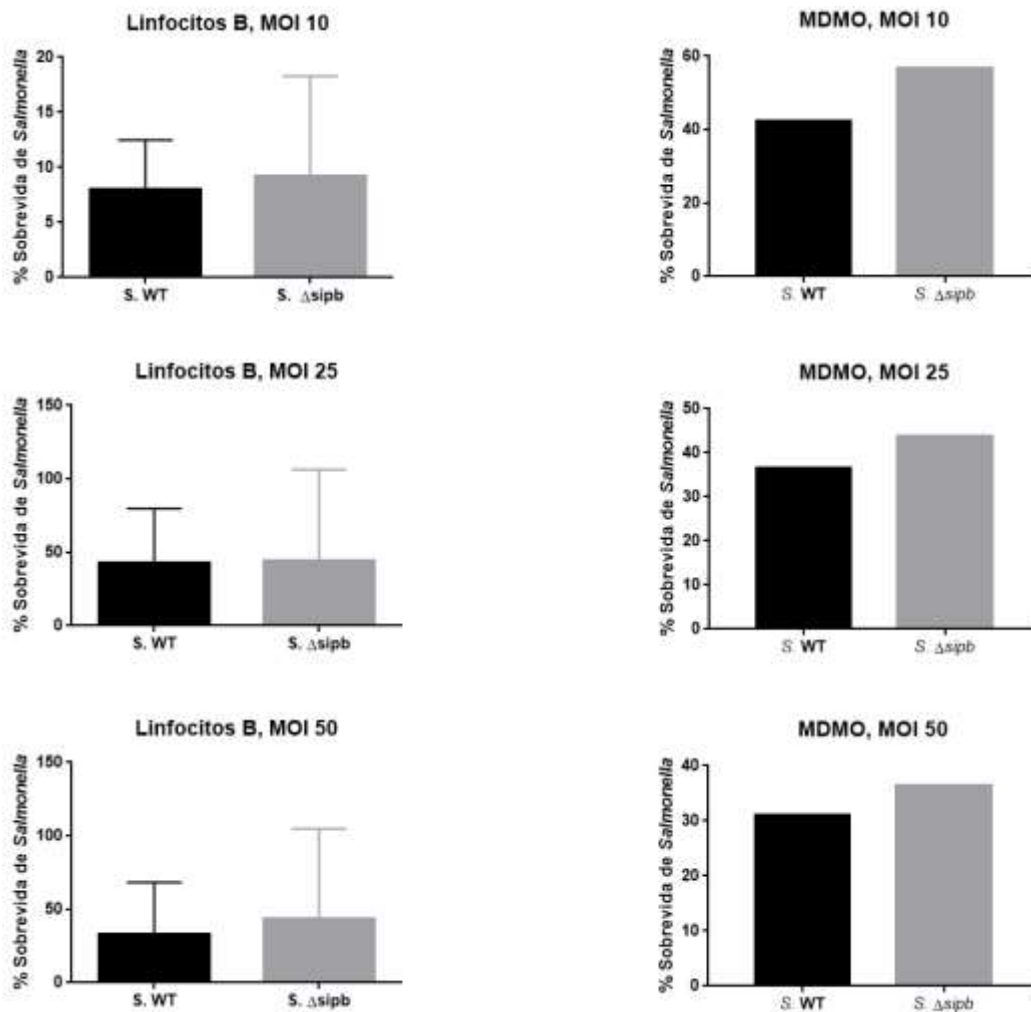 Linfocitos B, MOI 10
% Sobrevida de Salmonella
20
15
10
5
0
S. WT
S. Δsipb
MDMO, MOI 10
% Sobrevida de Salmonella
60
40
20
0
S. WT
S. Δsipb
Linfocitos B, MOI 25
% Sobrevida de Salmonella
150
100
50
0
S. WT
S. Δsipb
MDMO, MOI 25
% Sobrevida de Salmonella
50
40
30
20
10
0
S. WT
S. Δsipb
Linfocitos B, MOI 50
% Sobrevida de Salmonella
150
100
50
0
S. WT
S. Δsipb
MDMO, MOI 50
% Sobrevida de Salmonella
40
30
20
10
0
S. WT
S. Δsipb